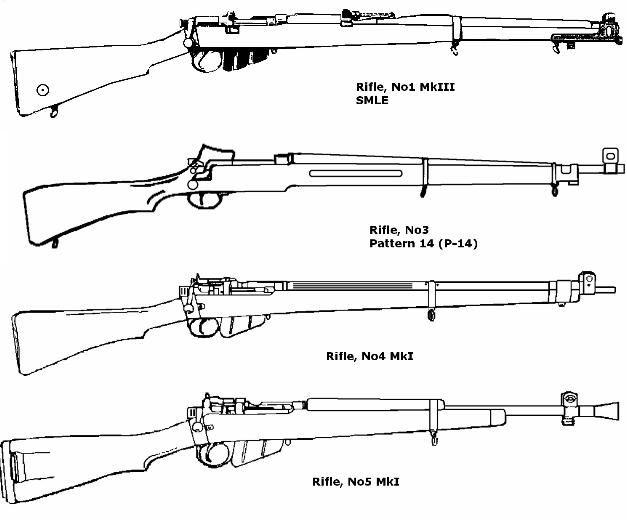 Rifle, No1 MkIII
SMLE
Rifle, No3
Pattern 14 (P-14)
Rifle, No4 MkI
Rifle, No5 MkI